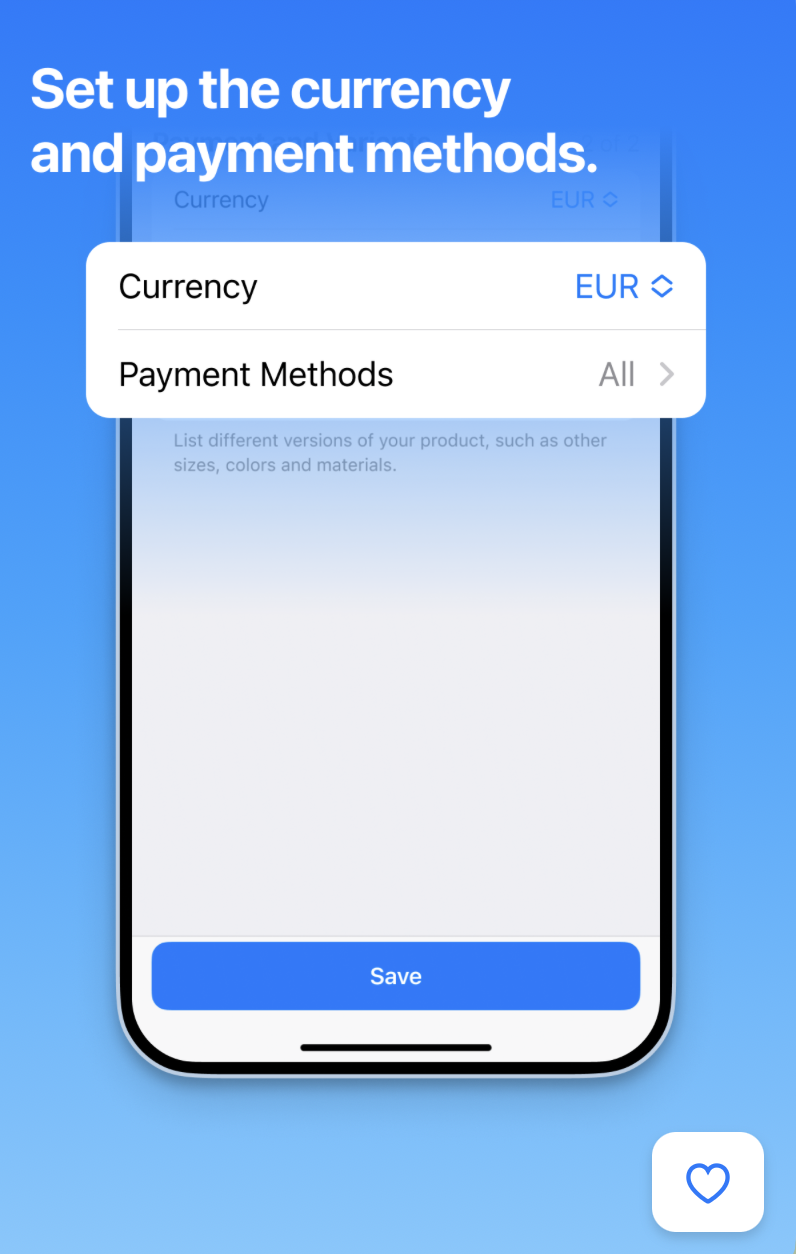 Set up the currency
and payment methods.
Currency EUR
Currency EUR
Payment Methods All
List different versions of your product, such as other
sizes, colors and materials.
Save